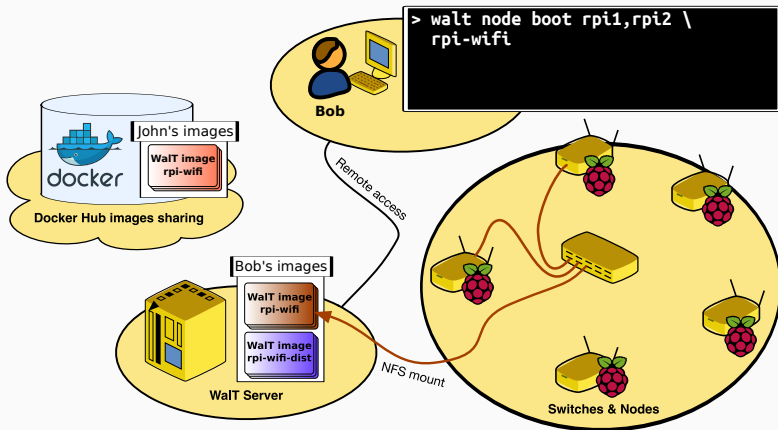 > walt node boot rpi1,rpi2 \
rpi-wifi
Bob
John's images
WalT image
rpi-wifi
docker
Docker Hub images sharing
Remote access
Bob's images
WalT image
rpi-wifi
WalT image
rpi-wifi-dist
WalT Server
NFS mount
Switches & Nodes